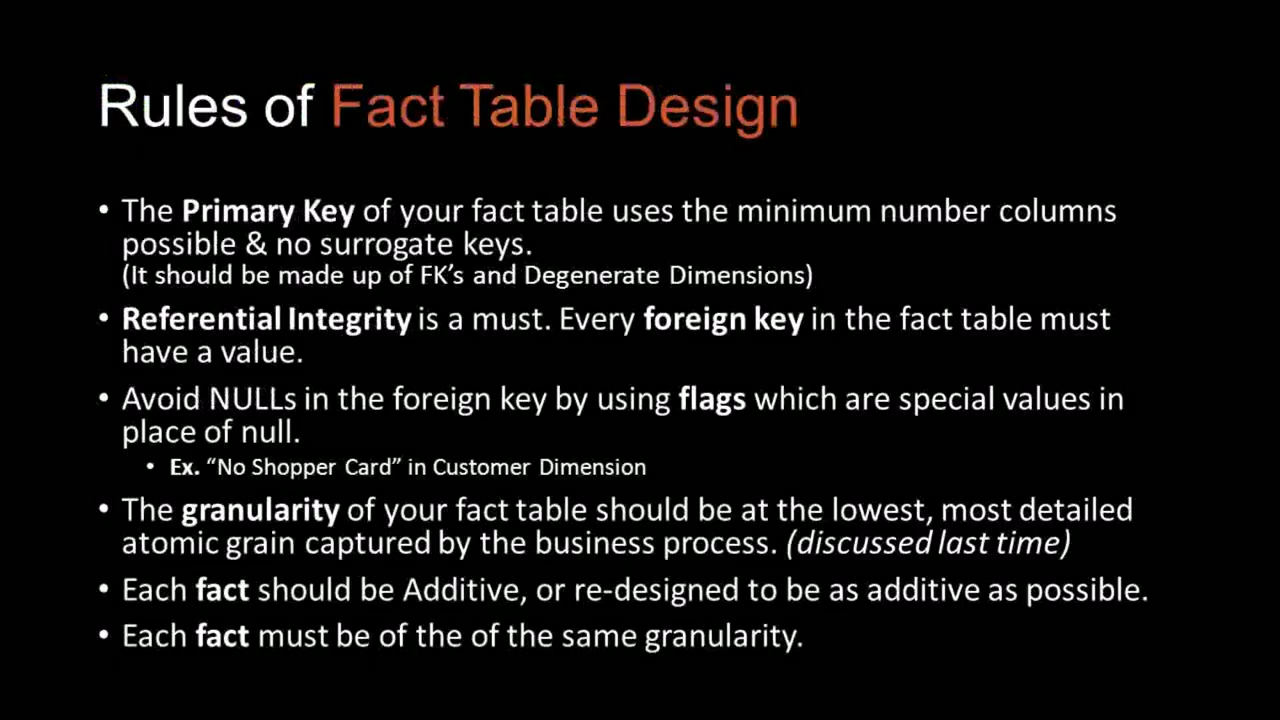 Rules of Fact Table Design
• The Primary Key of your fact table uses the minimum number columns
possible & no surrogate keys.
(It should be made up of FK’s and Degenerate Dimensions)
• Referential Integrity is a must. Every foreign key in the fact table must
have a value.
• Avoid NULLs in the foreign key by using flags which are special values in
place of null.
• Ex. “No Shopper Card” in Customer Dimension
• The granularity of your fact table should be at the lowest, most detailed
atomic grain captured by the business process. (discussed last time)
• Each fact should be Additive, or re-designed to be as additive as possible.
• Each fact must be of the of the same granularity.